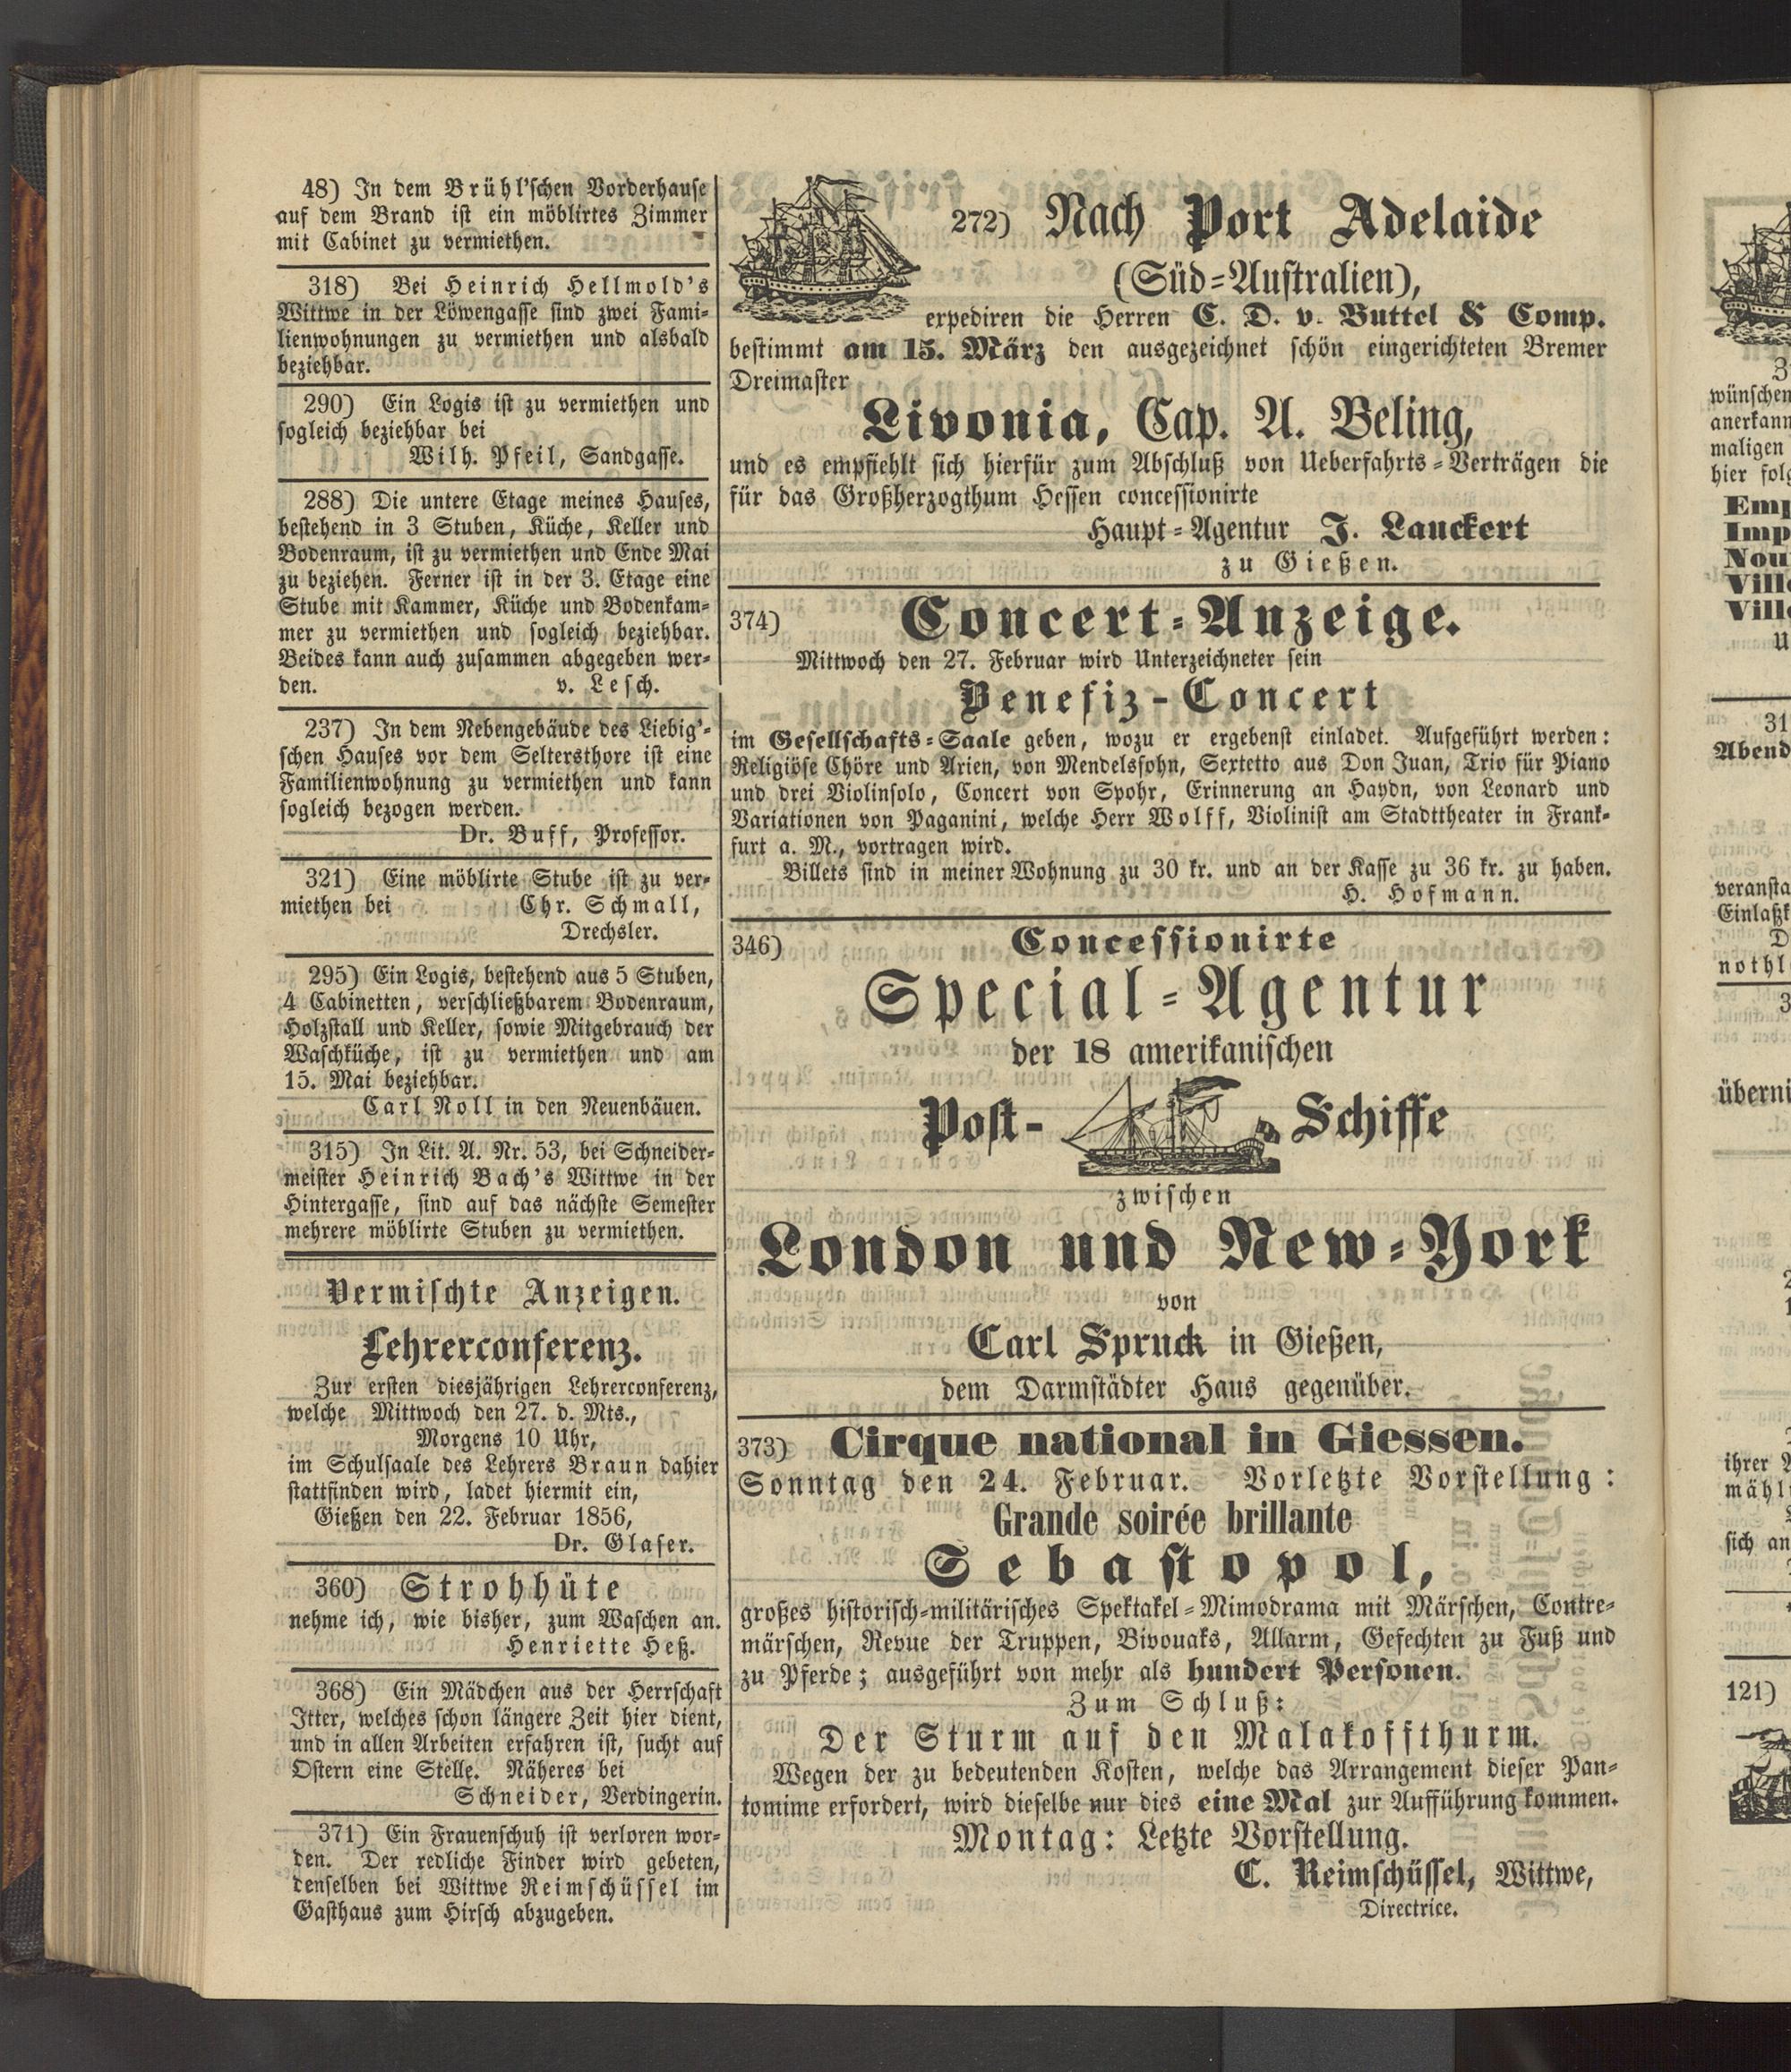 48) In dem Brühl'schen Vorderhause
auf dem Brand ist ein möblirtes Zimmer
mit Cabinet zu vermiethen.
318) Bei Heinrich Hellmold's
Wittwe in der Löwengasse sind zwei Fami-
lienwohnungen zu vermiethen und alsbald
beziehbar.
290) Ein Logis ist zu vermiethen und
sogleich beziehbar bei
Wilh. Pfeil, Sandgasse.
288) Die untere Etage meines Hauses,
bestehend in 3 Stuben, Küche, Keller und
Bodenraum, ist zu vermiethen und Ende Mai
zu beziehen. Ferner ist in der 3. Etage eine
Stube mit Kammer, Küche und Bodenkam-
mer zu vermiethen und sogleich beziehbar.
Beides kann auch zusammen abgegeben wer-
den. v. Lesch.
237) In dem Nebengebäude des Liebig'-
schen Hauses vor dem Seltersthore ist eine
Familienwohnung zu vermiethen und kann
sogleich bezogen werden.
Dr. Buff, Professor.
321) Eine möblirte Stube ist zu ver-
miethen bei Chr. Schmall,
Drechsler.
295) Ein Logis, bestehend aus 5 Stuben,
4 Cabinetten, verschließbarem Bodenraum,
Holzstall und Keller, sowie Mitgebrauch der
Waschküche, ist zu vermiethen und am
15. Mai beziehbar.
Carl Noll in den Neuenbäuen.
315) In Lit. A. Nr. 53, bei Schneider-
meister Heinrich Bach's Wittwe in der
Hintergasse, sind auf das nächste Semester
mehrere möblirte Stuben zu vermiethen.
Vermischte Anzeigen.
Lehrerconferenz.
Zur ersten diesjährigen Lehrerconferenz,
welche Mittwoch den 27. d. Mts.,
Morgens 10 Uhr,
im Schulsaale des Lehrers Braun dahier
stattfinden wird, ladet hiermit ein,
Gießen den 22. Februar 1856,
Dr. Glaser.
360) Strohhüte
nehme ich, wie bisher, zum Waschen an.
Henriette Heß.
368) Ein Mädchen aus der Herrschaft
Itter, welches schon längere Zeit hier dient,
und in allen Arbeiten erfahren ist, sucht auf
Ostern eine Stelle. Näheres bei
Schneider, Verdingerin.
371) Ein Frauenschuh ist verloren wor-
den. Der redliche Finder wird gebeten,
denselben bei Wittwe Reimschüssel im
Gasthaus zum Hirsch abzugeben.
272) Nach Port Adelaide
(Süd-Australien),
expediren die Herren C. D. v. Buttel & Comp.
bestimmt am 15. März den ausgezeichnet schön eingerichteten Bremer
Dreimaster
Livonia, Cap. A. Beling,
und es empfiehlt sich hierfür zum Abschluß von Ueberfahrts-Verträgen die
für das Großherzogthum Hessen concessionirte
Haupt-Agentur J. Lauckert
zu Gießen.
374) Concert-Anzeige.
Mittwoch den 27. Februar wird Unterzeichneter sein
Benefiz-Concert
im Gesellschafts-Saale geben, wozu er ergebenst einladet. Aufgeführt werden:
Religiöse Chöre und Arien, von Mendelssohn, Sextetto aus Don Juan, Trio für Piano
und drei Violinsolo, Concert von Spohr, Erinnerung an Haydn, von Leonard und
Variationen von Paganini, welche Herr Wolff, Violinist am Stadttheater in Frank-
furt a. M., vortragen wird.
Billets sind in meiner Wohnung zu 30 kr. und an der Kasse zu 36 kr. zu haben.
H. Hofmann.
346) Concessionirte
Special-Agentur
der 18 amerikanischen
Post- Schiffe
zwischen
London und New-York
von
Carl Spruck in Gießen,
dem Darmstädter Haus gegenüber.
373) Cirque national in Giessen.
Sonntag den 24. Februar. Vorletzte Vorstellung:
Grande soirée brillante
Sebastopol,
großes historisch-militärisches Spektakel-Mimodrama mit Märschen, Contre-
märschen, Revue der Truppen, Bivouaks, Allarm, Gefechten zu Fuß und
zu Pferde; ausgeführt von mehr als hundert Personen.
Zum Schluß:
Der Sturm auf den Malakoffthurm.
Wegen der zu bedeutenden Kosten, welche das Arrangement dieser Pan-
tomime erfordert, wird dieselbe nur dies eine Mal zur Aufführung kommen.
Montag: Letzte Vorstellung.
C. Reimschüssel, Wittwe,
Directrice.
wünschen
maligen
121)